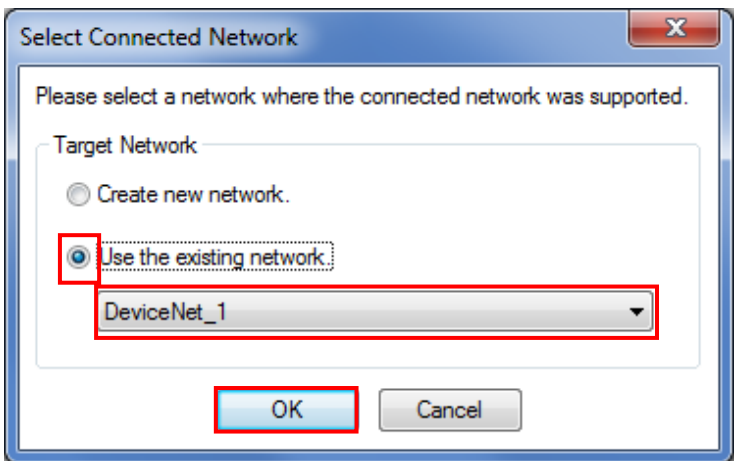 Select Connected Network
Please select a network where the connected network was supported.
Target Network
Create new network.
Use the existing network.
DeviceNet_1
OK
Cancel